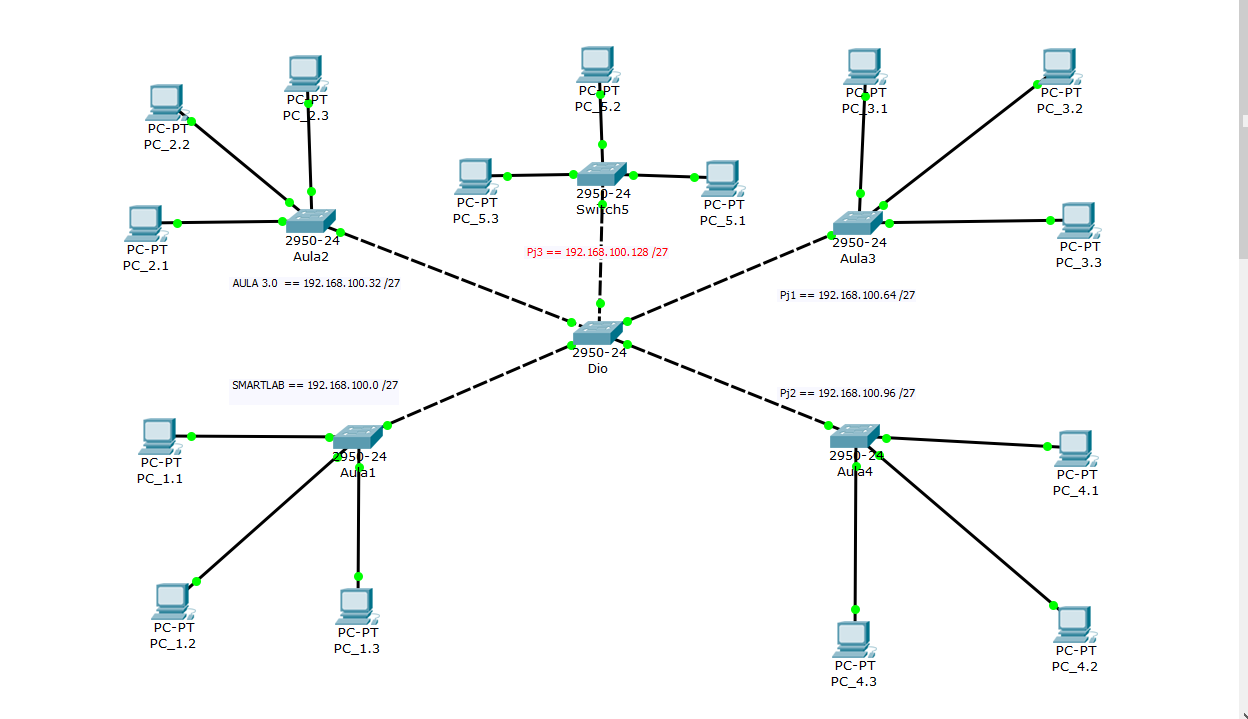 PC-PT
PC_2.2
PC-PT
PC_2.3
PC-PT
PC_5.2
PC-PT
PC_3.1
PC-PT
PC_3.2
PC-PT
PC_2.1
2950-24
Aula2
PC-PT
PC_5.3
2950-24
Switch5
PC-PT
PC_5.1
2950-24
Aula3
PC-PT
PC_3.3
AULA 3.0  == 192.168.100.32 /27
Pj3 == 192.168.100.128 /27
Pj1 == 192.168.100.64 /27
2950-24
Dio
SMARTLAB == 192.168.100.0 /27
Pj2 == 192.168.100.96 /27
PC-PT
PC_1.1
2950-24
Aula1
2950-24
Aula4
PC-PT
PC_4.1
PC-PT
PC_1.2
PC-PT
PC_1.3
PC-PT
PC_4.3
PC-PT
PC_4.2